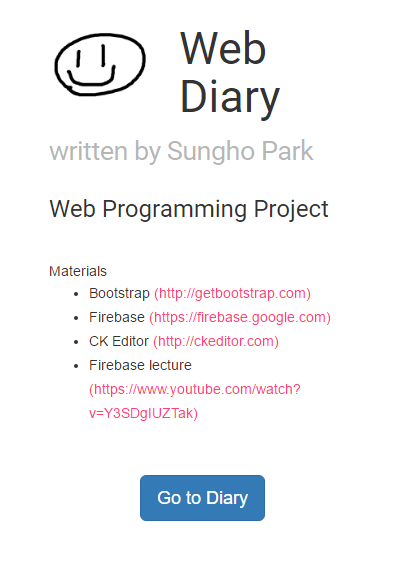 Web
Diary
written by Sungho Park
Web Programming Project
Materials
Bootstrap (http://getbootstrap.com)
Firebase (https://firebase.google.com)
CK Editor (http://ckeditor.com)
Firebase lecture
(https://www.youtube.com/watch?
v=Y3SDgIUZTak)
Go to Diary